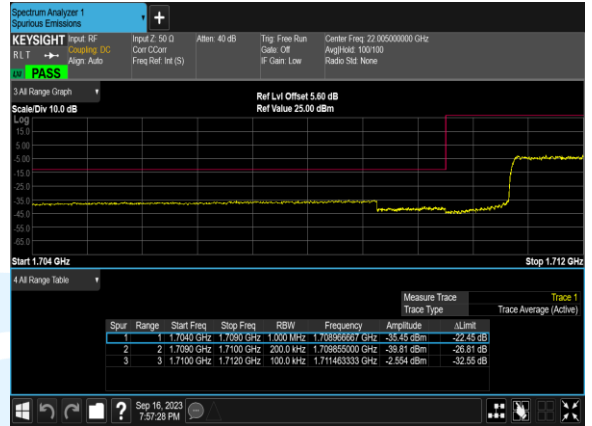 Spectrum Analyzer 1
Spurious Emissions
KEYSIGHT Input: RF Input Z: 50 Ω Atten: 40 dB Trig: Free Run Center Freq: 22.005000000 GHz
RLT Coupling: DC Corr CCorr Gate: Off Avg|Hold: 100/100
Align: Auto Freq Ref: Int (S) IF Gain: Low Radio Std: None
LW PASS
3 All Range Graph Ref Lvl Offset 5.60 dB
Scale/Div 10.0 dB Ref Value 25.00 dBm
Log
15.0
5.00
-5.00
-15.0
-25.0
-35.0
-45.0
-55.0
-65.0
Start 1.704 GHz Stop 1.712 GHz
4 All Range Table
Measure Trace Trace 1
Trace Type Trace Average (Active)
Spur Range Start Freq Stop Freq RBW Frequency Amplitude ΔLimit
1 1 1.7040 GHz 1.7090 GHz 1.000 MHz 1.708966667 GHz -35.45 dBm -22.45 dB
2 2 1.7090 GHz 1.7100 GHz 200.0 kHz 1.709855000 GHz -39.81 dBm -26.81 dB
3 3 1.7100 GHz 1.7120 GHz 100.0 kHz 1.711463333 GHz -2.554 dBm -32.55 dB
? Sep 16, 2023
7:57:28 PM